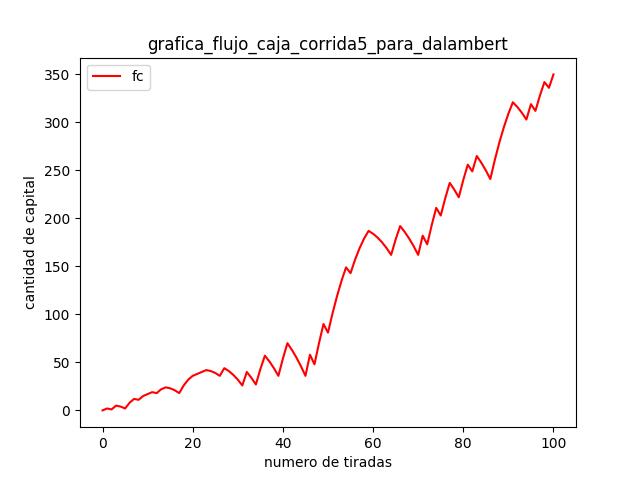 grafica_flujo_caja_corrida5_para_dalambert
fc
350
300
250
200
150
100
50
0
cantidad de capital
0 20 40 60 80 100
numero de tiradas